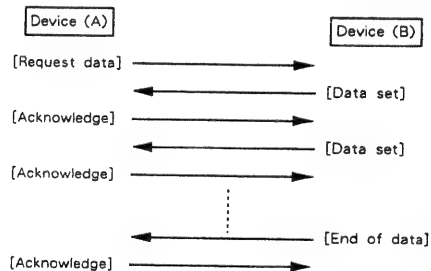 Device (A)
Device (B)
[Request data]
[Data set]
[Acknowledge]
[Data set]
[Acknowledge]
[End of data]
[Acknowledge]